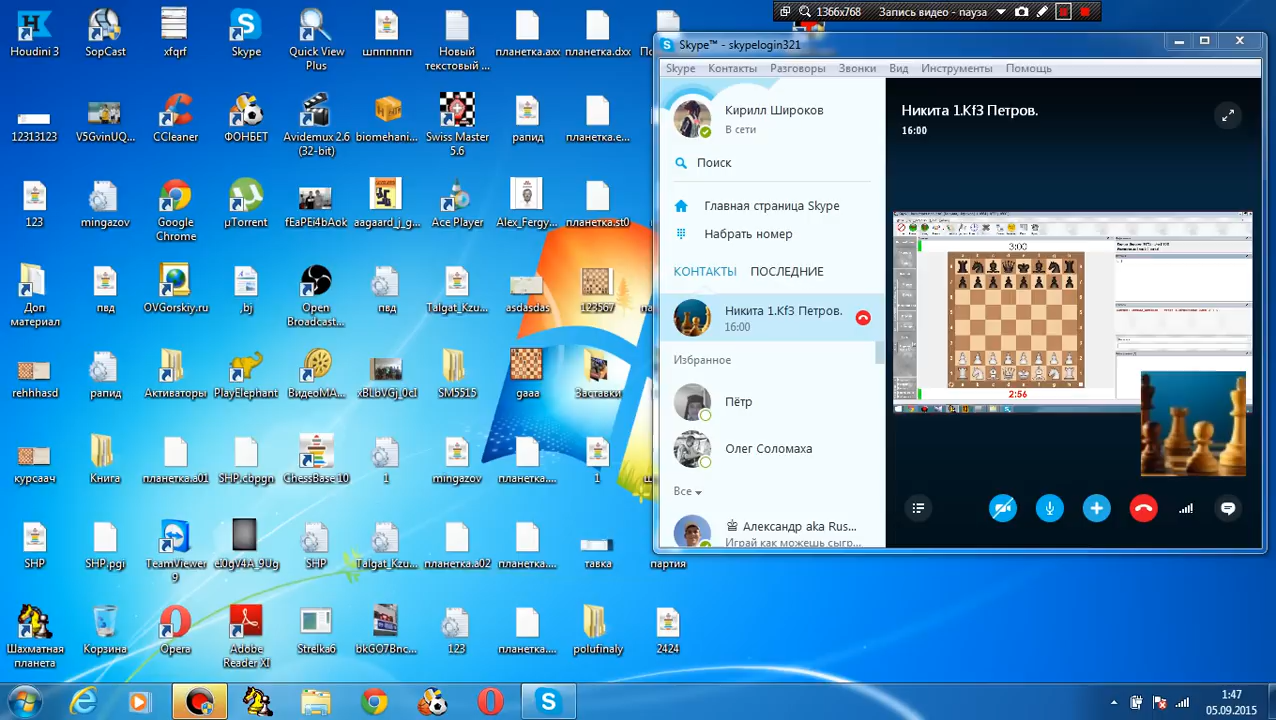 1366x768 Запись видео - пауза
Houdini 3
SopCast
xfqrf
Skype
Quick View Plus
шпппппп
Новый текстовый ...
планетка.axx
планетка.dxx
12313123
V5GvinUQ...
CCleaner
ФОНБЕТ
Avidemux 2.6 (32-bit)
biomehani...
Swiss Master 5.6
рапид
планетка.e...
123
mingazov
Google Chrome
µTorrent
fEaPEi4bAok
aagaard_j_g...
Ace Player
Alex_Fergy...
планетка.st0
Доп материал
пвд
OVGorskiy.ru
.bj
Open Broadcast...
пвд
Talgat_Kzu...
asdasdas
123567
rehhhasd
рапид
Активаторы
PlayElephant
ВидеоМА...
xBLbVGj_0cI
SM5515
gaaa
Заставки
курсаач
Книга
планетка.a01
SHP.cbpgn
ChessBase 10
1
mingazov
планетка....
1
SHP
SHP.pgi
TeamViewer 9
SHP
Talgat_Kzu...
планетка.a02
планетка....
тавка
партия
Шахматная планета
Корзина
Opera
Adobe Reader XI
Strelka6
bkGO7Bnc...
123
планетка....
polufinaly
2424
Skype™ - skypelogin321
Skype Контакты Разговоры Звонки Вид Инструменты Помощь
Кирилл Широков
В сети
Поиск
Главная страница Skype
Набрать номер
КОНТАКТЫ ПОСЛЕДНИЕ
Никита 1.Kf3 Петров.
16:00
Избранное
Пётр
Олег Соломаха
Все
Александр aka Rus...
Играй как можешь сыгр...
Никита 1.Kf3 Петров.
16:00
3:00
2:56
1:47
05.09.2015